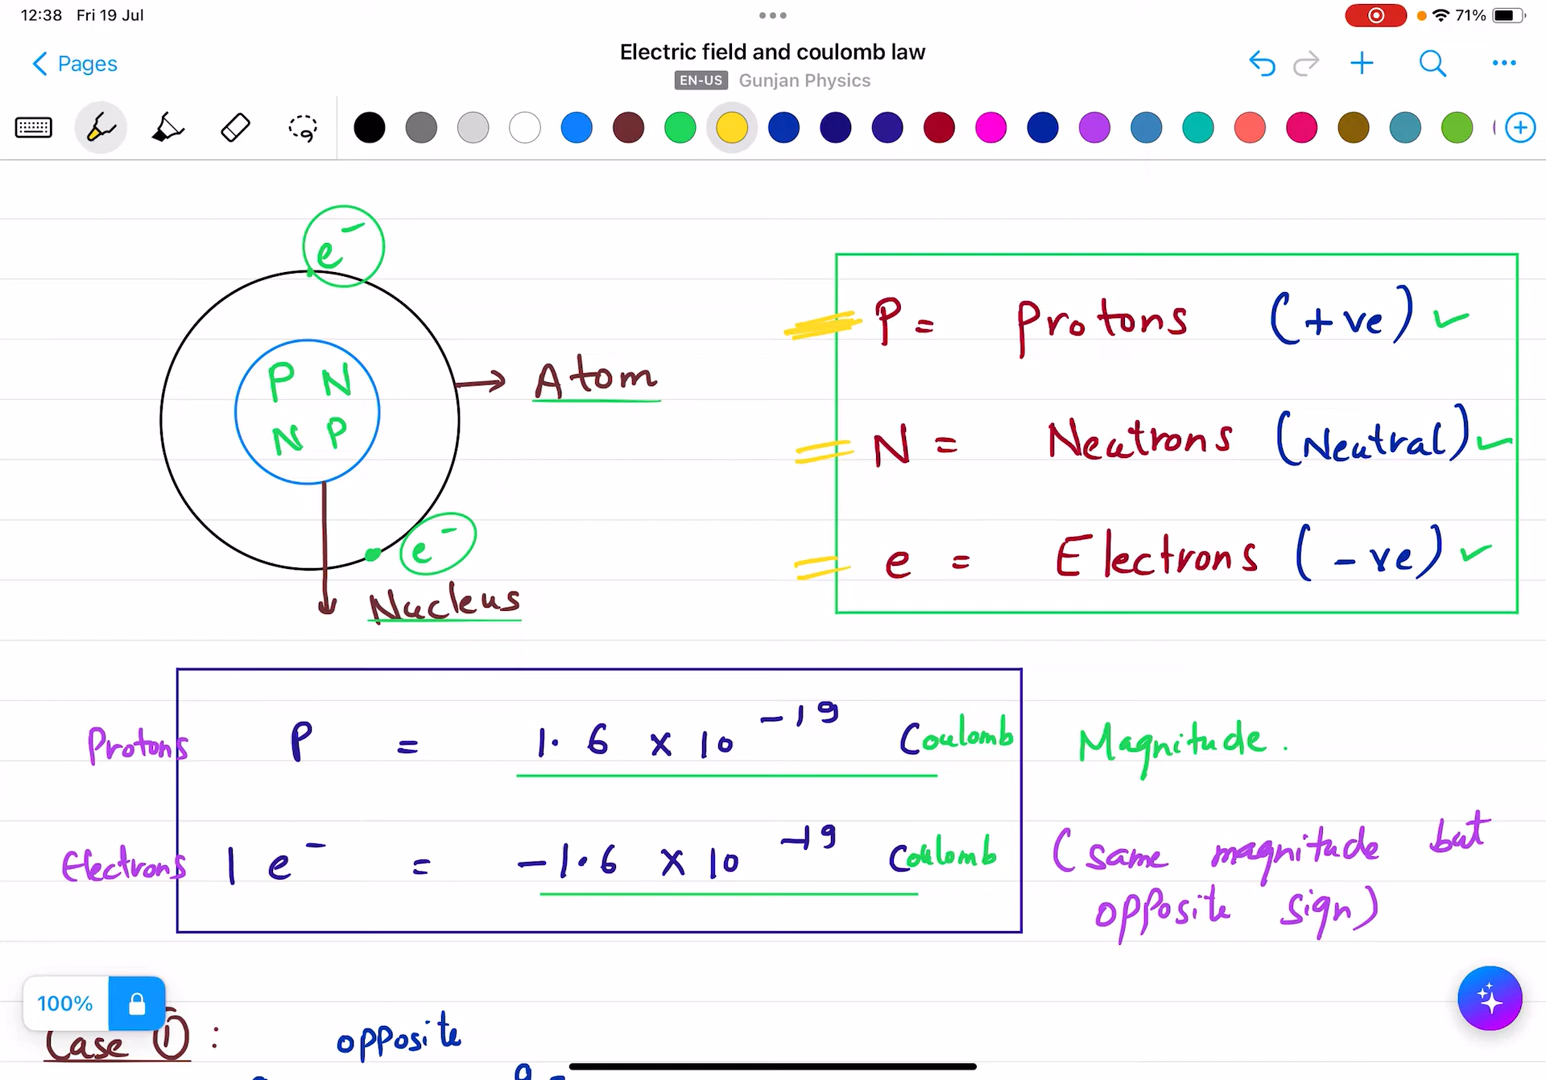 12:38 Fri 19 Jul
71%
Pages
Electric field and coulomb law
EN-US Gunjan Physics
e⁻
P N
N P
→ Atom
e⁻
Nucleus
P = Protons (+ve) ✓
N = Neutrons (Neutral) ✓
e = Electrons (-ve) ✓
Protons P = 1.6 × 10⁻¹⁹ Coulomb Magnitude.
Electrons 1 e⁻ = -1.6 × 10⁻¹⁹ Coulomb (same magnitude but
opposite sign)
100%
Case ①: opposite